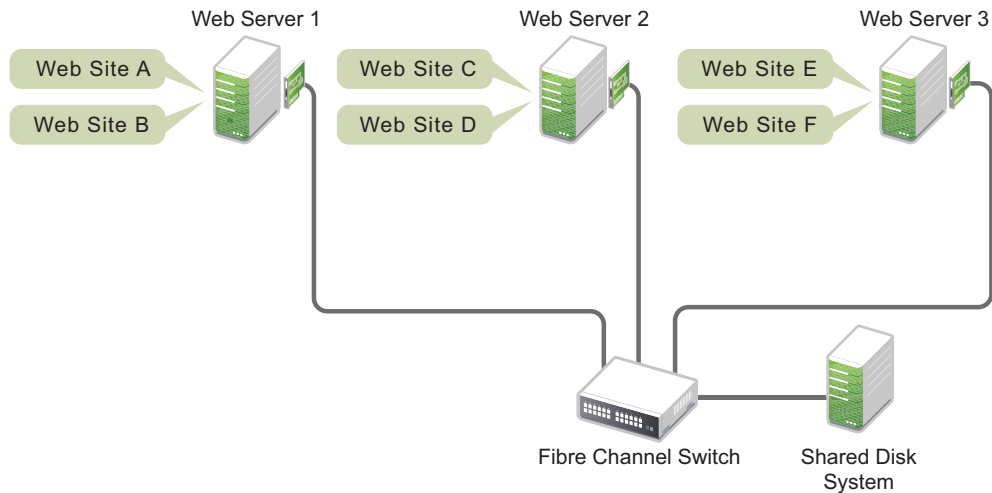 Web Server 1
Web Server 2
Web Server 3
Web Site A
Web Site C
Web Site E
Web Site B
Web Site D
Web Site F
Fibre Channel Switch
Shared Disk
System